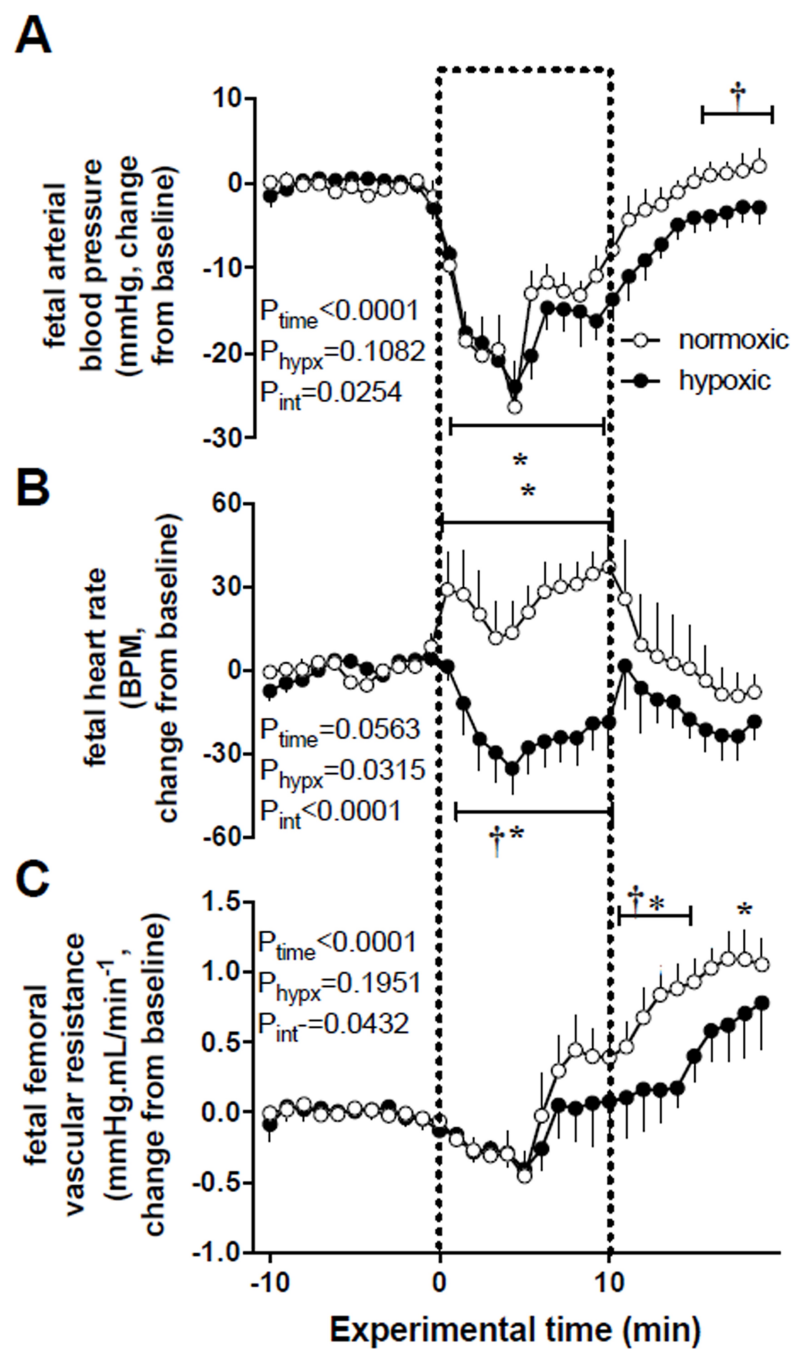 A
fetal arterial
blood pressure
(mmHg, change
from baseline)
10
0
-10
-20
-30
†
P_time<0.0001
P_hypx=0.1082
P_int=0.0254
normoxic
hypoxic
*
B
fetal heart rate
(BPM,
change from baseline)
60
30
0
-30
-60
*
P_time=0.0563
P_hypx=0.0315
P_int<0.0001
†*
C
fetal femoral
vascular resistance
(mmHg.mL/min⁻¹,
change from baseline)
1.5
1.0
0.5
0.0
-0.5
-1.0
P_time<0.0001
P_hypx=0.1951
P_int-=0.0432
†*
*
-10
0
10
Experimental time (min)